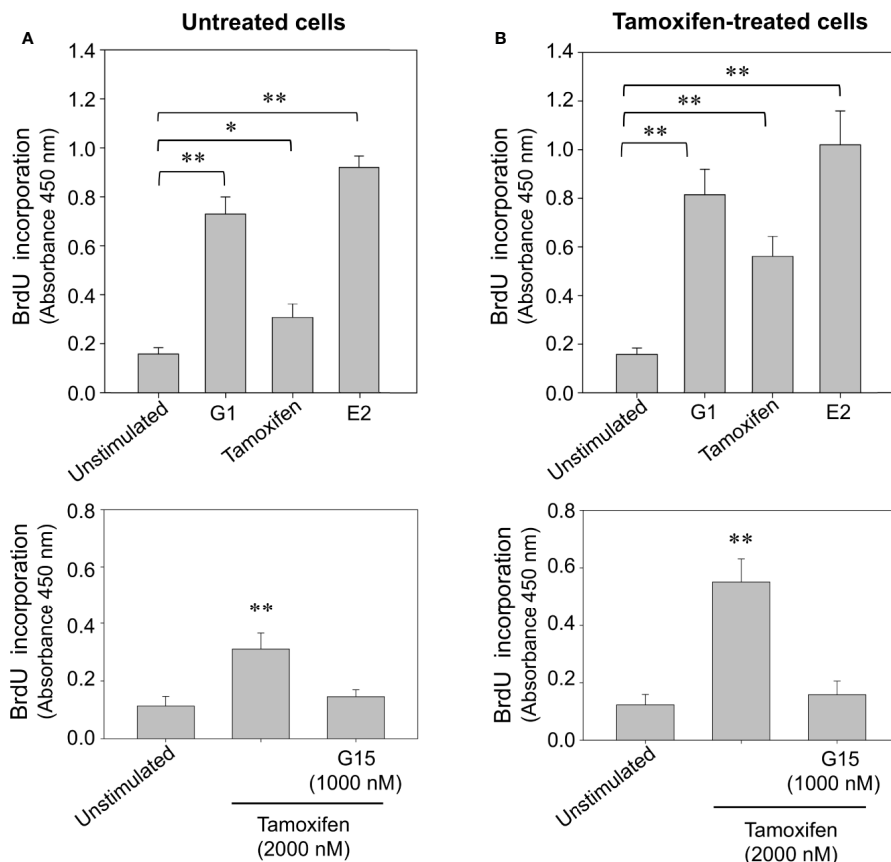 A
Untreated cells
BrdU incorporation
(Absorbance 450 nm)
1.4
1.2
1.0
0.8
0.6
0.4
0.2
0.0
**
*
**
Unstimulated
G1
Tamoxifen
E2
B
Tamoxifen-treated cells
BrdU incorporation
(Absorbance 450 nm)
1.4
1.2
1.0
0.8
0.6
0.4
0.2
0.0
**
**
**
Unstimulated
G1
Tamoxifen
E2
BrdU incorporation
(Absorbance 450 nm)
0.8
0.6
0.4
0.2
0.0
**
Unstimulated
G15
(1000 nM)
Tamoxifen
(2000 nM)
BrdU incorporation
(Absorbance 450 nm)
0.8
0.6
0.4
0.2
0.0
**
Unstimulated
G15
(1000 nM)
Tamoxifen
(2000 nM)